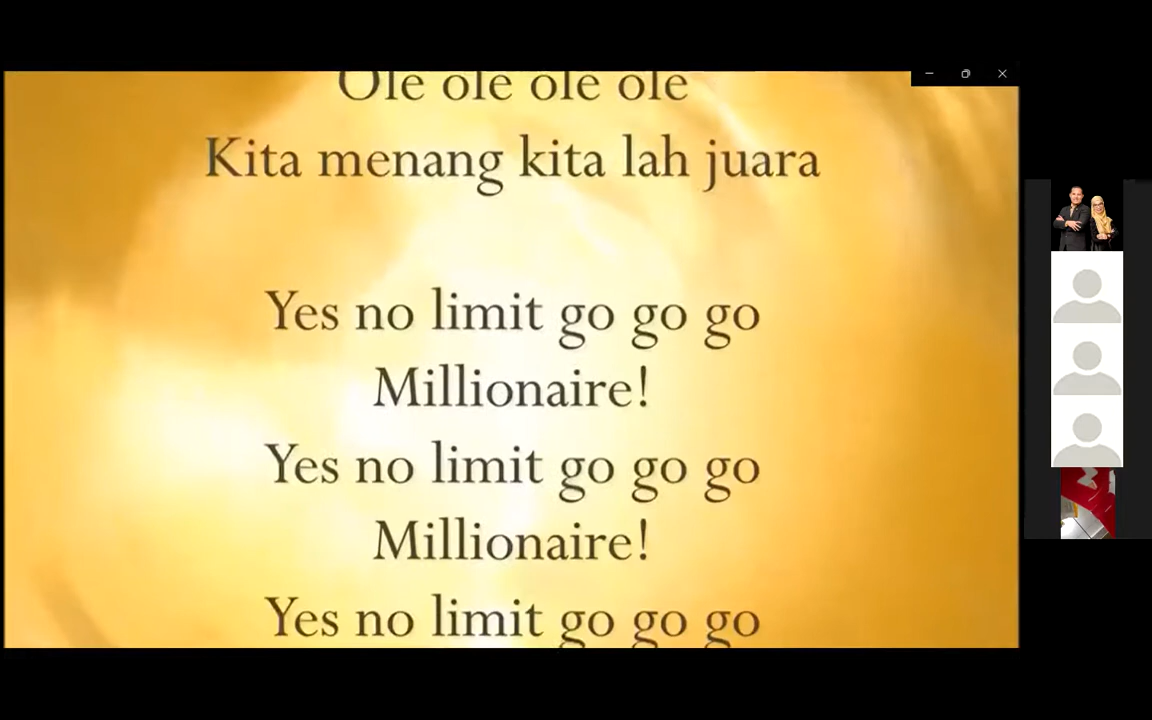 Ole ole ole ole
Kita menang kita lah juara
Yes no limit go go go
Millionaire!
Yes no limit go go go
Millionaire!
Yes no limit go go go